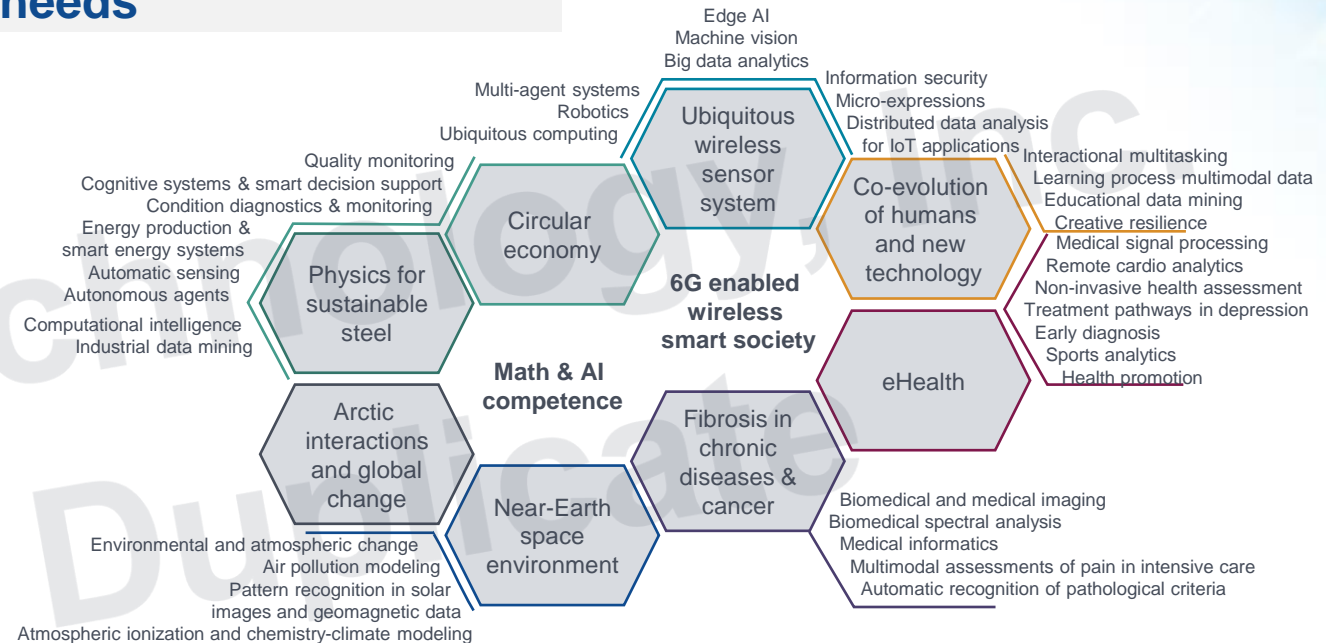 needs
Edge AI
Machine vision
Big data analytics
Multi-agent systems
Robotics
Ubiquitous computing
Ubiquitous
wireless
sensor
system
Information security
Micro-expressions
Distributed data analysis
for IoT applications
Quality monitoring
Cognitive systems & smart decision support
Condition diagnostics & monitoring
Energy production &
smart energy systems
Automatic sensing
Autonomous agents
Computational intelligence
Industrial data mining
Circular
economy
Co-evolution
of humans
and new
technology
Interactional multitasking
Learning process multimodal data
Educational data mining
Creative resilience
Medical signal processing
Remote cardio analytics
Non-invasive health assessment
Treatment pathways in depression
Early diagnosis
Sports analytics
Health promotion
Physics for
sustainable
steel
6G enabled
wireless
smart society
Math & AI
competence
eHealth
Arctic
interactions
and global
change
Fibrosis in
chronic
diseases &
cancer
Near-Earth
space
environment
Biomedical and medical imaging
Biomedical spectral analysis
Medical informatics
Multimodal assessments of pain in intensive care
Automatic recognition of pathological criteria
Environmental and atmospheric change
Air pollution modeling
Pattern recognition in solar
images and geomagnetic data
Atmospheric ionization and chemistry-climate modeling
chnology, Inc.
Duplicate